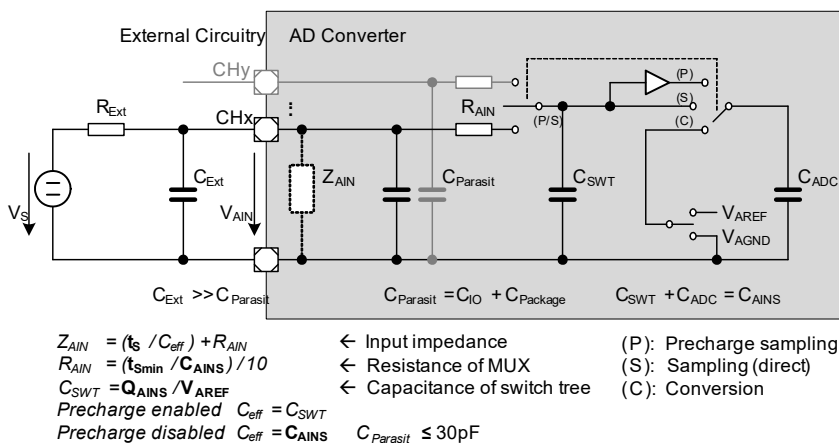 External Circuitry
AD Converter
CHy
(P)
R_Ext
CHx
R_AIN
(S)
(P/S)
(C)
C_Ext
Z_AIN
C_Parasit
C_SWT
C_ADC
V_S
V_AIN
V_AREF
V_AGND
C_Ext >> C_Parasit
C_Parasit = C_IO + C_Package
C_SWT + C_ADC = C_AINS
Z_AIN = (t_S / C_eff) + R_AIN ← Input impedance (P): Precharge sampling
R_AIN = (t_Smin / C_AINS) / 10 ← Resistance of MUX (S): Sampling (direct)
C_SWT = Q_AINS / V_AREF ← Capacitance of switch tree (C): Conversion
Precharge enabled C_eff = C_SWT
Precharge disabled C_eff = C_AINS C_Parasit ≤ 30pF